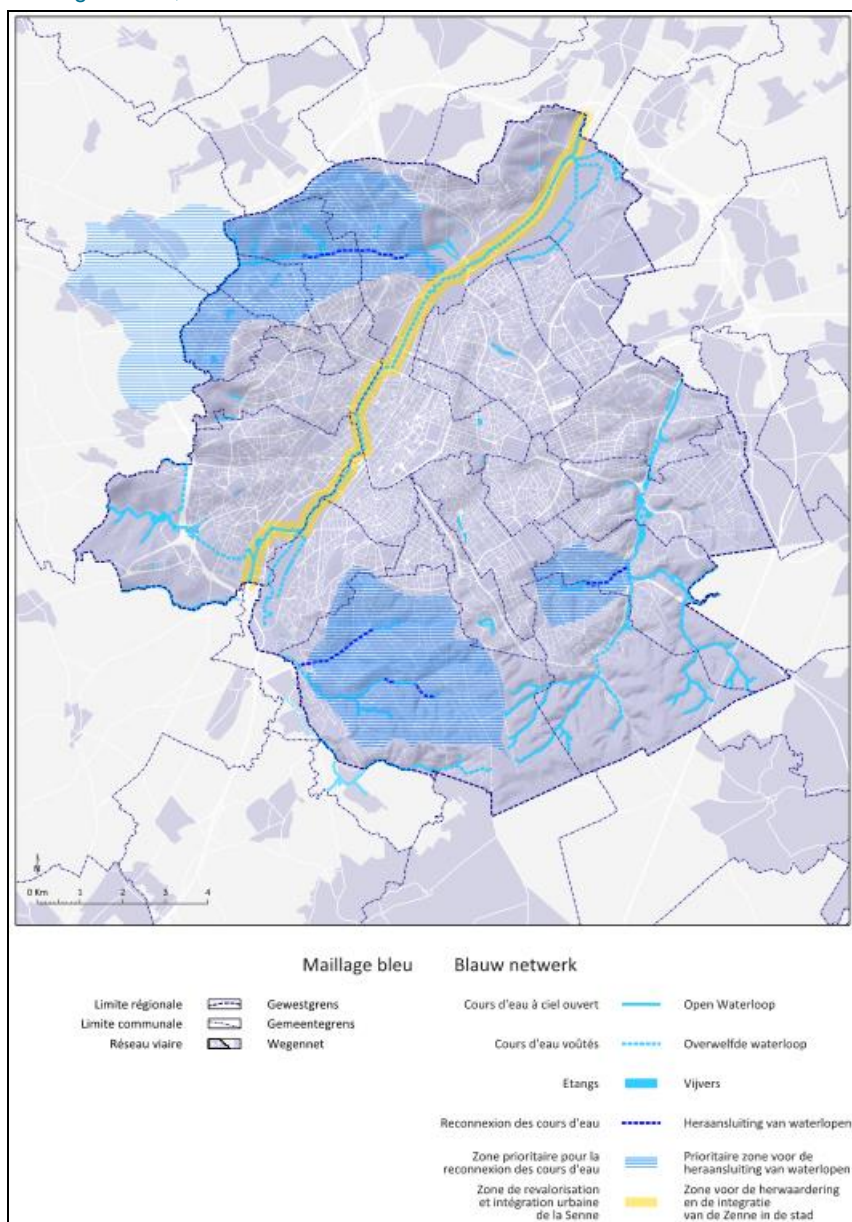 N
0 Km 1 2 3 4
Maillage bleu Blauw netwerk
Limite régionale Gewestgrens
Limite communale Gemeentegrens
Réseau viaire Wegennet
Cours d'eau à ciel ouvert Open Waterloop
Cours d'eau voûtés Overwelfde waterloop
Etangs Vijvers
Reconnexion des cours d'eau Heraansluiting van waterlopen
Zone prioritaire pour la Prioritaire zone voor de
reconnexion des cours d'eau heraansluiting van waterlopen
Zone de revalorisation Zone voor de herwaardering
et intégration urbaine en de integratie
de la Senne van de Zenne in de stad